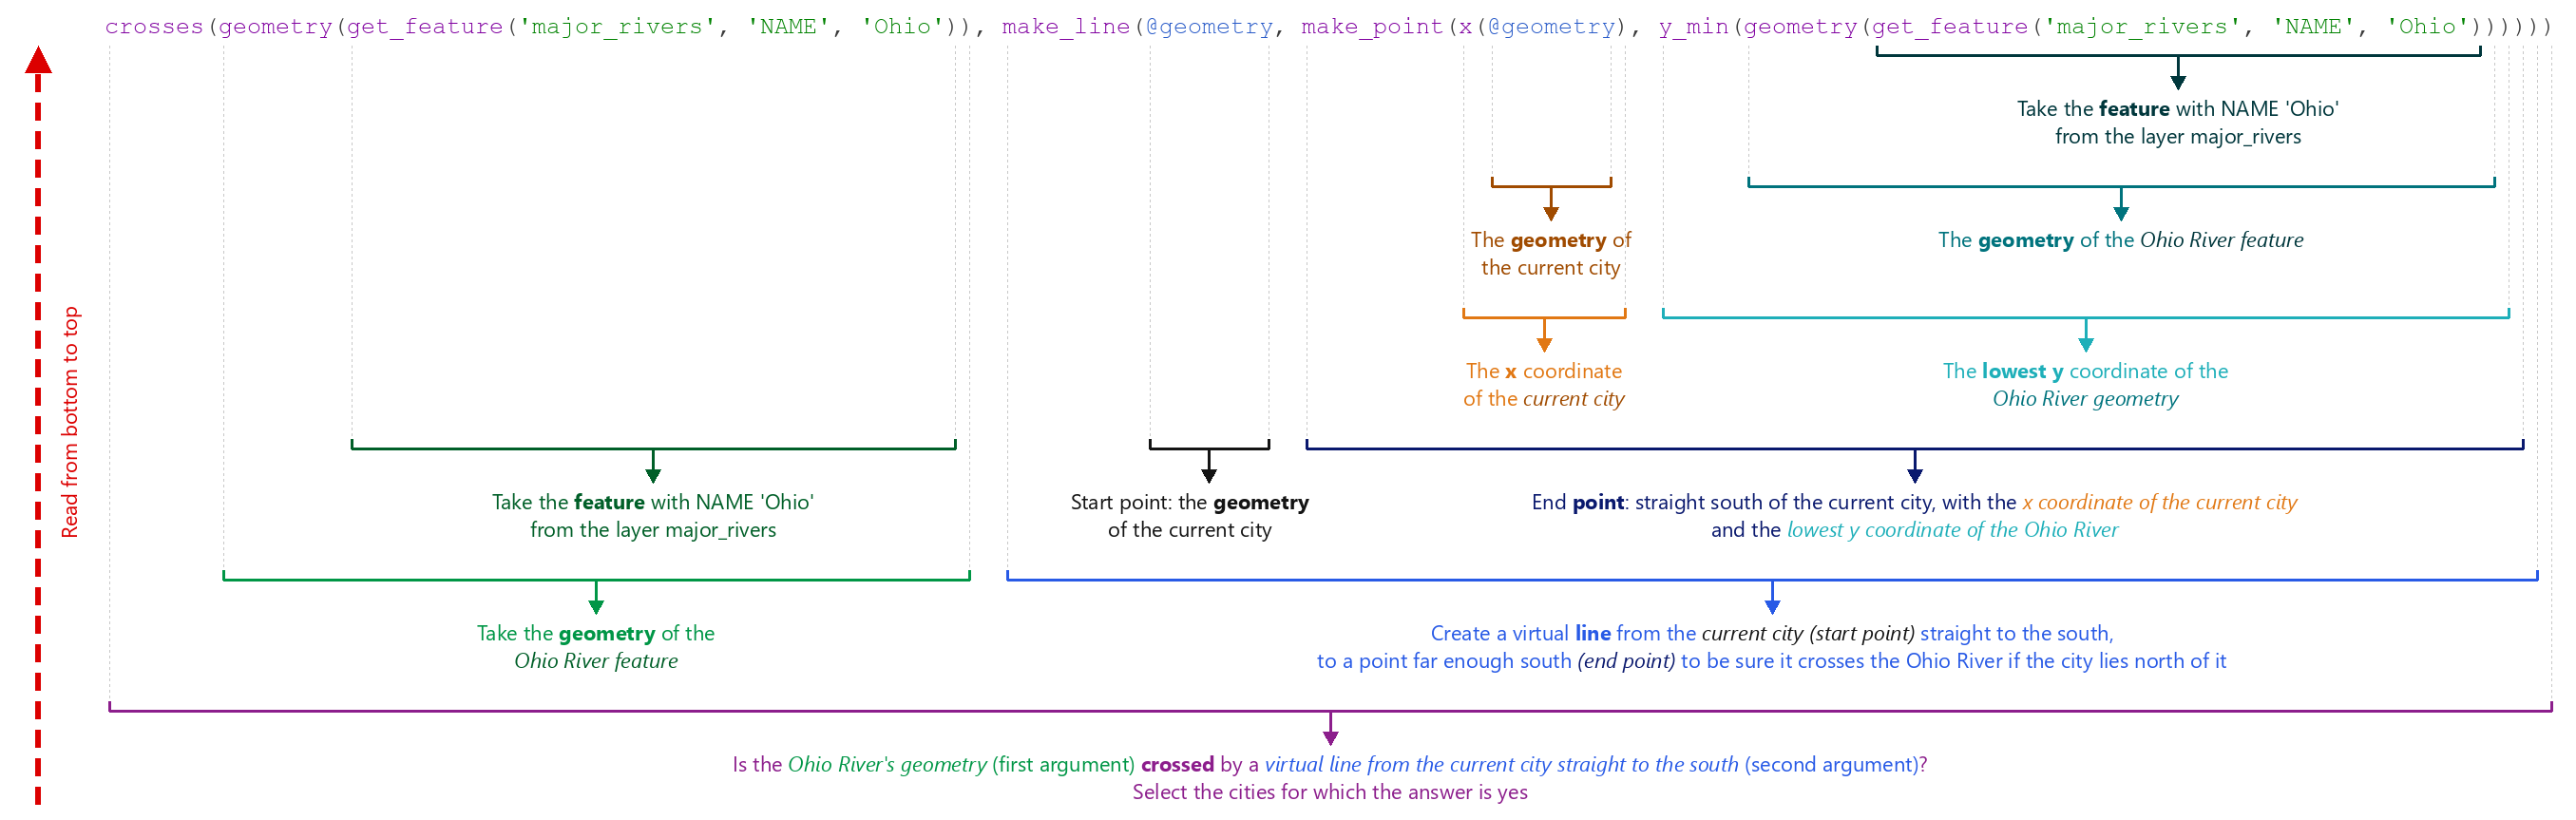 crosses(geometry(get_feature('major_rivers', 'NAME', 'Ohio')), make_line(@geometry, make_point(x(@geometry), y_min(geometry(get_feature('major_rivers', 'NAME', 'Ohio'))))))
Take the feature with NAME 'Ohio'
from the layer major_rivers
The geometry of
the current city
The geometry of the Ohio River feature
The x coordinate
of the current city
The lowest y coordinate of the
Ohio River geometry
Read from bottom to top
Take the feature with NAME 'Ohio'
from the layer major_rivers
Start point: the geometry
of the current city
End point: straight south of the current city, with the x coordinate of the current city
and the lowest y coordinate of the Ohio River
Take the geometry of the
Ohio River feature
Create a virtual line from the current city (start point) straight to the south,
to a point far enough south (end point) to be sure it crosses the Ohio River if the city lies north of it
Is the Ohio River's geometry (first argument) crossed by a virtual line from the current city straight to the south (second argument)?
Select the cities for which the answer is yes